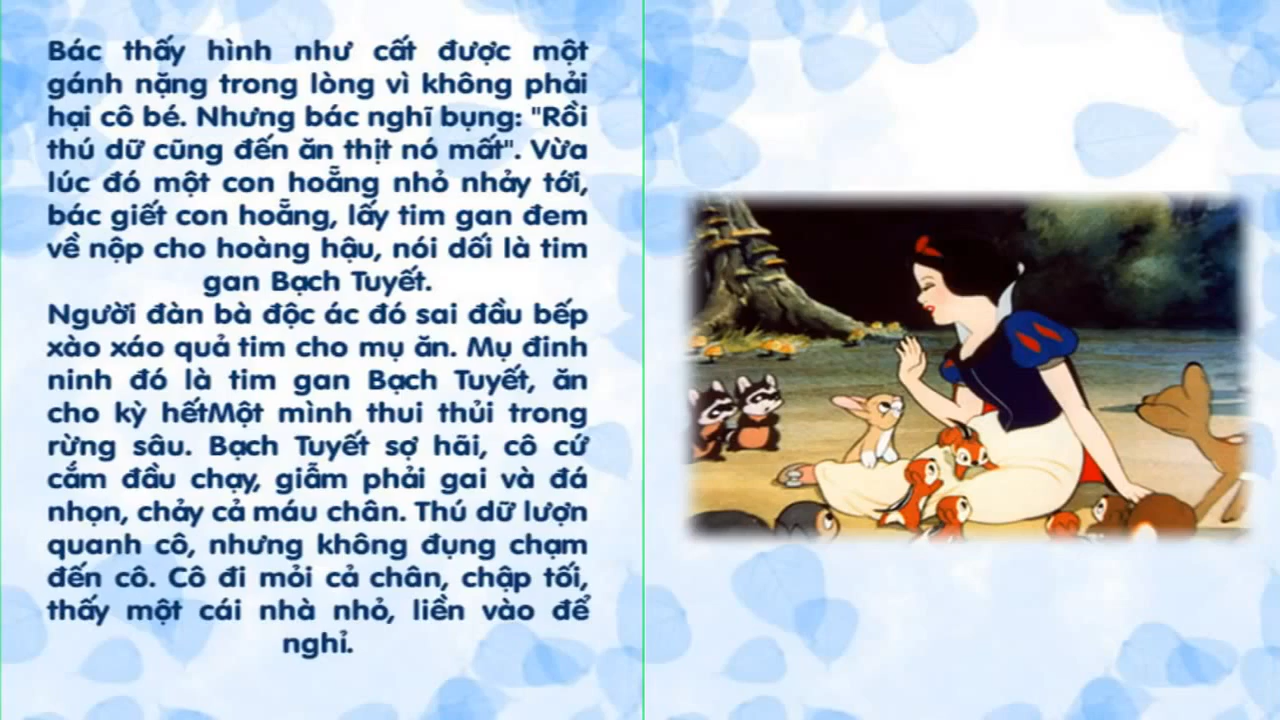 Bác thấy hình như cất được một
gánh nặng trong lòng vì không phải
hại cô bé. Nhưng bác nghĩ bụng: "Rồi
thú dữ cũng đến ăn thịt nó mất". Vừa
lúc đó một con hoẵng nhỏ nhảy tới,
bác giết con hoẵng, lấy tim gan đem
về nộp cho hoàng hậu, nói dối là tim
gan Bạch Tuyết.
Người đàn bà độc ác đó sai đầu bếp
xào xáo quả tim cho mụ ăn. Mụ đinh
ninh đó là tim gan Bạch Tuyết, ăn
cho kỳ hếtMột mình thui thủi trong
rừng sâu. Bạch Tuyết sợ hãi, cô cứ
cắm đầu chạy, giẫm phải gai và đá
nhọn, chảy cả máu chân. Thú dữ lượn
quanh cô, nhưng không đụng chạm
đến cô. Cô đi mỏi cả chân, chập tối,
thấy một cái nhà nhỏ, liền vào để
nghỉ.